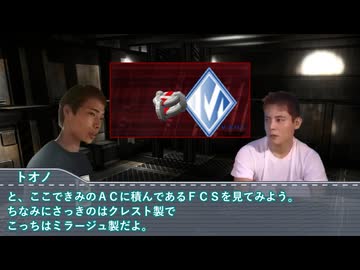 トオノ
と、ここできみのＡＣに積んであるＦＣＳを見てみよう。
ちなみにさっきのはクレスト製で
こっちはミラージュ製だよ。